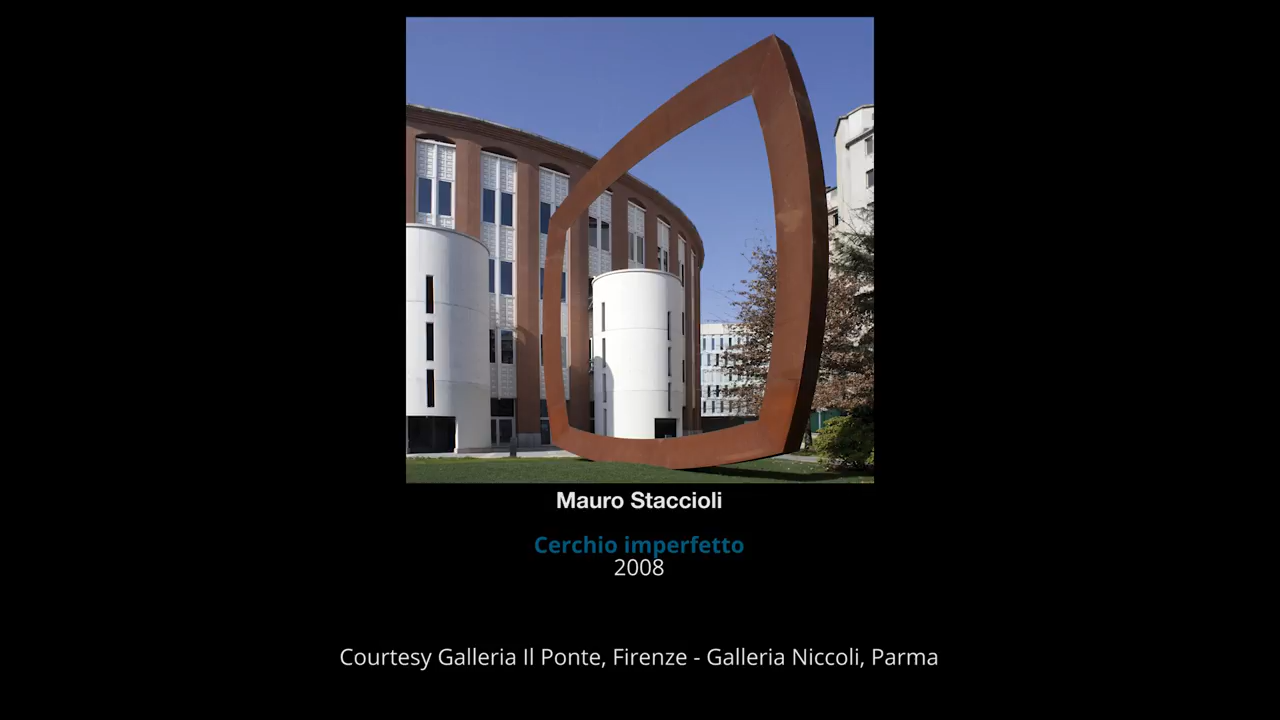 Mauro Staccioli
Cerchio imperfetto
2008
Courtesy Galleria Il Ponte, Firenze - Galleria Niccoli, Parma